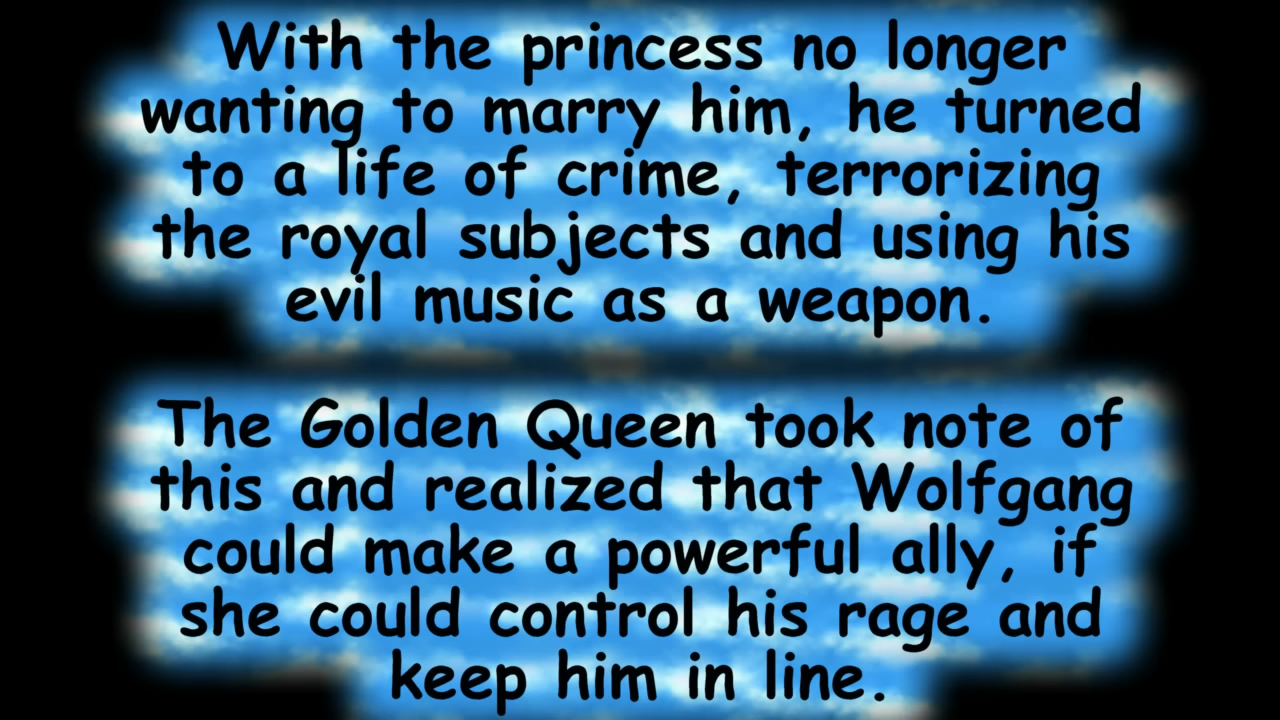 With the princess no longer
wanting to marry him, he turned
to a life of crime, terrorizing
the royal subjects and using his
evil music as a weapon.
The Golden Queen took note of
this and realized that Wolfgang
could make a powerful ally, if
she could control his rage and
keep him in line.